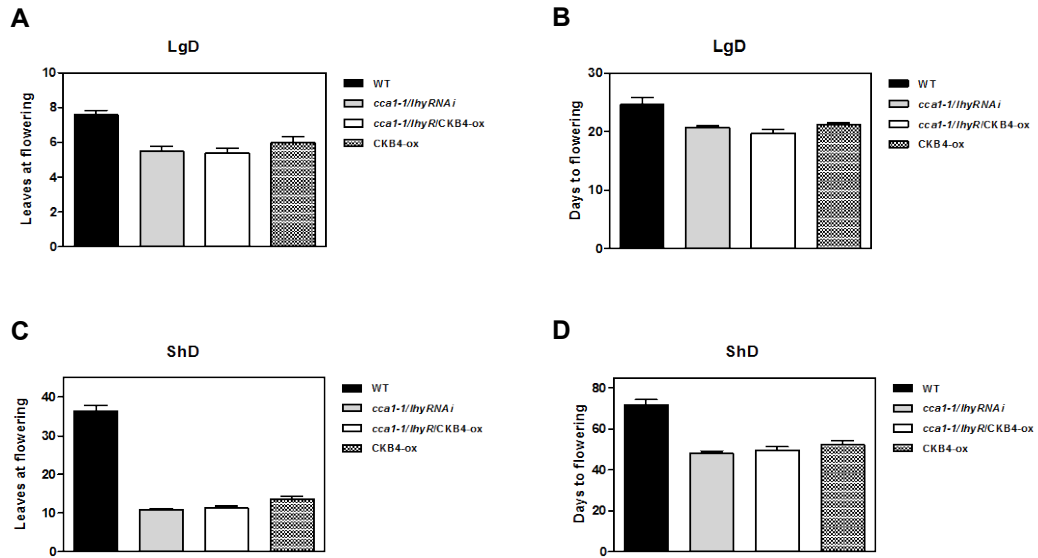 A
LgD
Leaves at flowering
10
8
6
4
2
0
WT
cca1-1/lhyRNAi
cca1-1/lhyR/CKB4-ox
CKB4-ox
B
LgD
Days to flowering
30
20
10
0
WT
cca1-1/lhyRNAi
cca1-1/lhyR/CKB4-ox
CKB4-ox
C
ShD
Leaves at flowering
40
30
20
10
0
WT
cca1-1/lhyRNAi
cca1-1/lhyR/CKB4-ox
CKB4-ox
D
ShD
Days to flowering
80
60
40
20
0
WT
cca1-1/lhyRNAi
cca1-1/lhyR/CKB4-ox
CKB4-ox